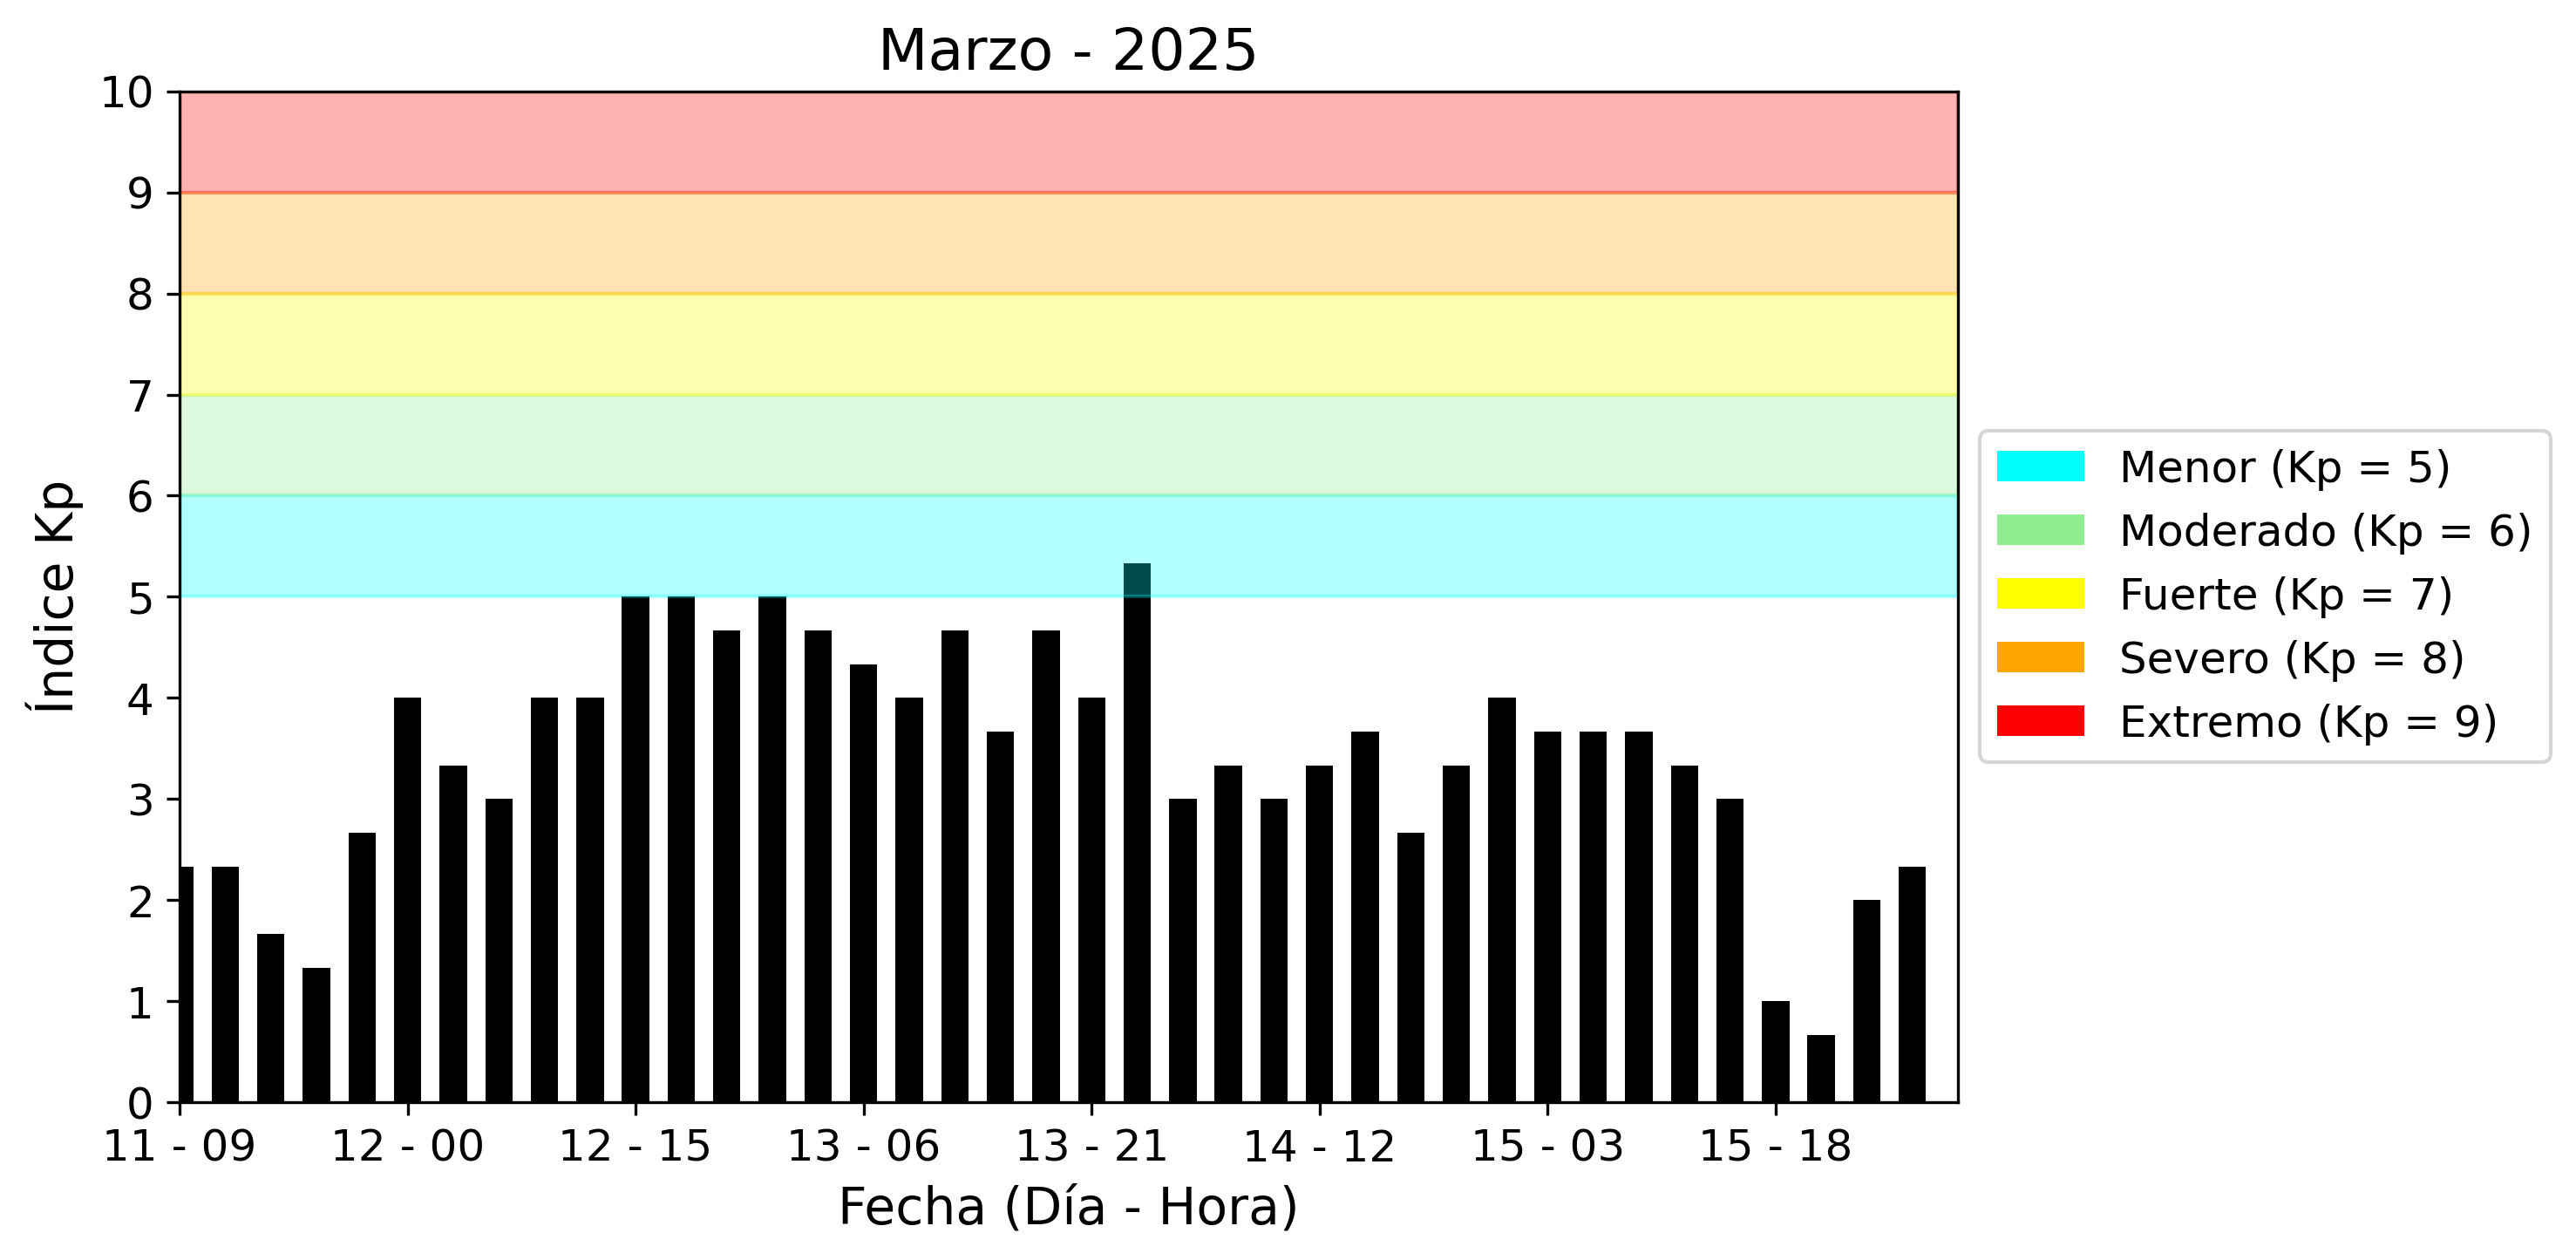 Marzo - 2025
10
9
8
7
6
5
4
3
2
1
0
Índice Kp
11 - 09
12 - 00
12 - 15
13 - 06
13 - 21
14 - 12
15 - 03
15 - 18
Fecha (Día - Hora)
Menor (Kp = 5)
Moderado (Kp = 6)
Fuerte (Kp = 7)
Severo (Kp = 8)
Extremo (Kp = 9)